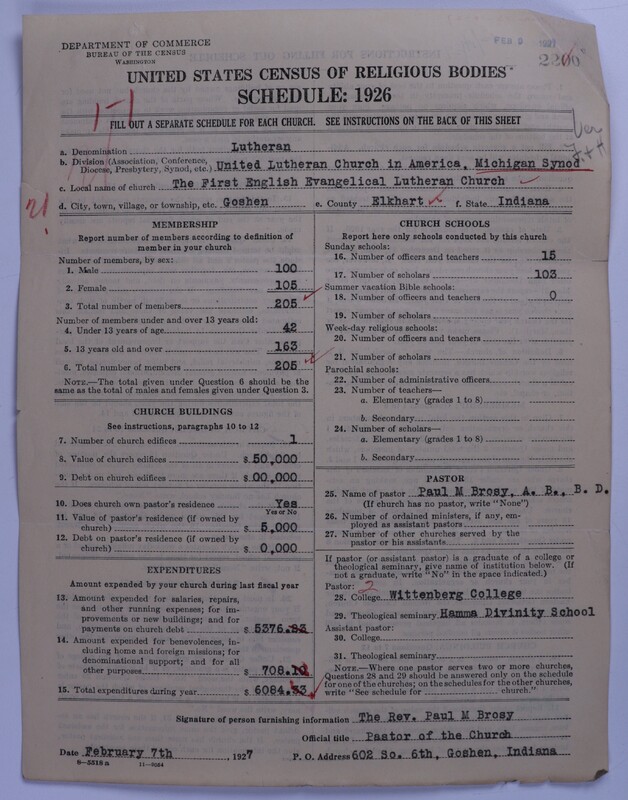 DEPARTMENT OF COMMERCE
BUREAU OF THE CENSUS
WASHINGTON
FEB 9 1927
UNITED STATES CENSUS OF RELIGIOUS BODIES
SCHEDULE: 1926
FILL OUT A SEPARATE SCHEDULE FOR EACH CHURCH. SEE INSTRUCTIONS ON THE BACK OF THIS SHEET
a. Denomination Lutheran
b. Division (Association, Conference,
Diocese, Presbytery, Synod, etc.) United Lutheran Church in America, Michigan Synod
c. Local name of church The First English Evangelical Lutheran Church
d. City, town, village, or township, etc. Goshen e. County Elkhart f. State Indiana
MEMBERSHIP
Report number of members according to definition of
member in your church
Number of members, by sex:
1. Male 100
2. Female 105
3. Total number of members 205
Number of members under and over 13 years old:
4. Under 13 years of age 42
5. 13 years old and over 163
6. Total number of members 205
NOTE.—The total given under Question 6 should be
same as the total of males and females given under Question 3.
CHURCH BUILDINGS
See instructions, paragraphs 10 to 12
7. Number of church edifices 1
8. Value of church edifices $ 50,000
9. Debt on church edifices $ 00,000
10. Does church own pastor's residence Yes
Yes or No
11. Value of pastor's residence (if owned by
church) $ 5,000
12. Debt on pastor's residence (if owned by
church) $ 0,000
EXPENDITURES
Amount expended by your church during last fiscal year
13. Amount expended for salaries, repairs,
and other running expenses; for im-
provements or new buildings; and for
payments on church debt $ 5376.23
14. Amount expended for benevolences, in-
cluding home and foreign missions; for
denominational support; and for all
other purposes $ 708.10
15. Total expenditures during year $ 6084.33
CHURCH SCHOOLS
Report here only schools conducted by this church
Sunday schools:
16. Number of officers and teachers 15
17. Number of scholars 103
Summer vacation Bible schools:
18. Number of officers and teachers 0
19. Number of scholars
Week-day religious schools:
20. Number of officers and teachers
21. Number of scholars
Parochial schools:
22. Number of administrative officers
23. Number of teachers—
a. Elementary (grades 1 to 8)
b. Secondary
24. Number of scholars—
a. Elementary (grades 1 to 8)
b. Secondary
PASTOR
25. Name of pastor Paul M Brosy, A. B., B. D.
(If church has no pastor, write "None")
26. Number of ordained ministers, if any, em-
ployed as assistant pastors
27. Number of other churches served by the
pastor or his assistants
If pastor (or assistant pastor) is a graduate of a college or
theological seminary, give name of institution below. (If
not a graduate, write "No" in the space indicated.)
Pastor: 2
28. College Wittenberg College
29. Theological seminary Hamma Divinity School
Assistant pastor:
30. College
31. Theological seminary
NOTE.—Where one pastor serves two or more churches,
Questions 28 and 29 should be answered only on the schedule
for one of the churches; on the schedules for the other churches,
write "See schedule for church."
Signature of person furnishing information The Rev. Paul M Brosy
Official title Pastor of the Church
Date February 7th, 1927 P. O. Address 602 So. 6th, Goshen, Indiana
8—5518 a 11—9064